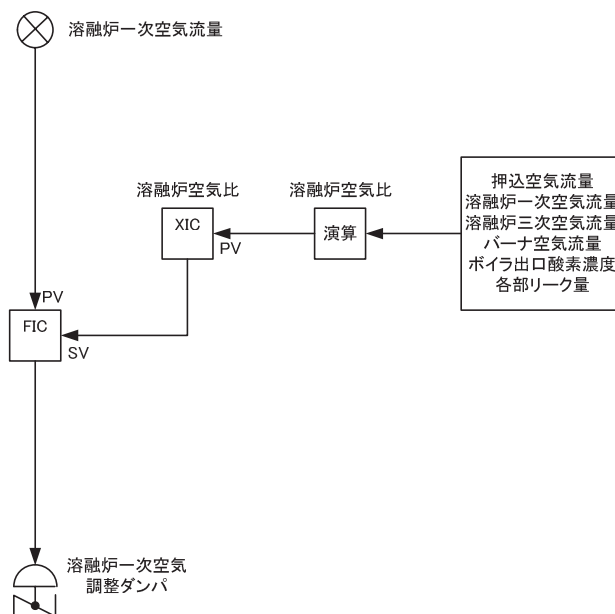 溶融炉一次空気流量
押込空気流量
溶融炉一次空気流量
溶融炉三次空気流量
バーナ空気流量
ボイラ出口酸素濃度
各部リーク量
溶融炉空気比
溶融炉空気比
XIC
演算
PV
PV
FIC
SV
溶融炉一次空気
調整ダンパ